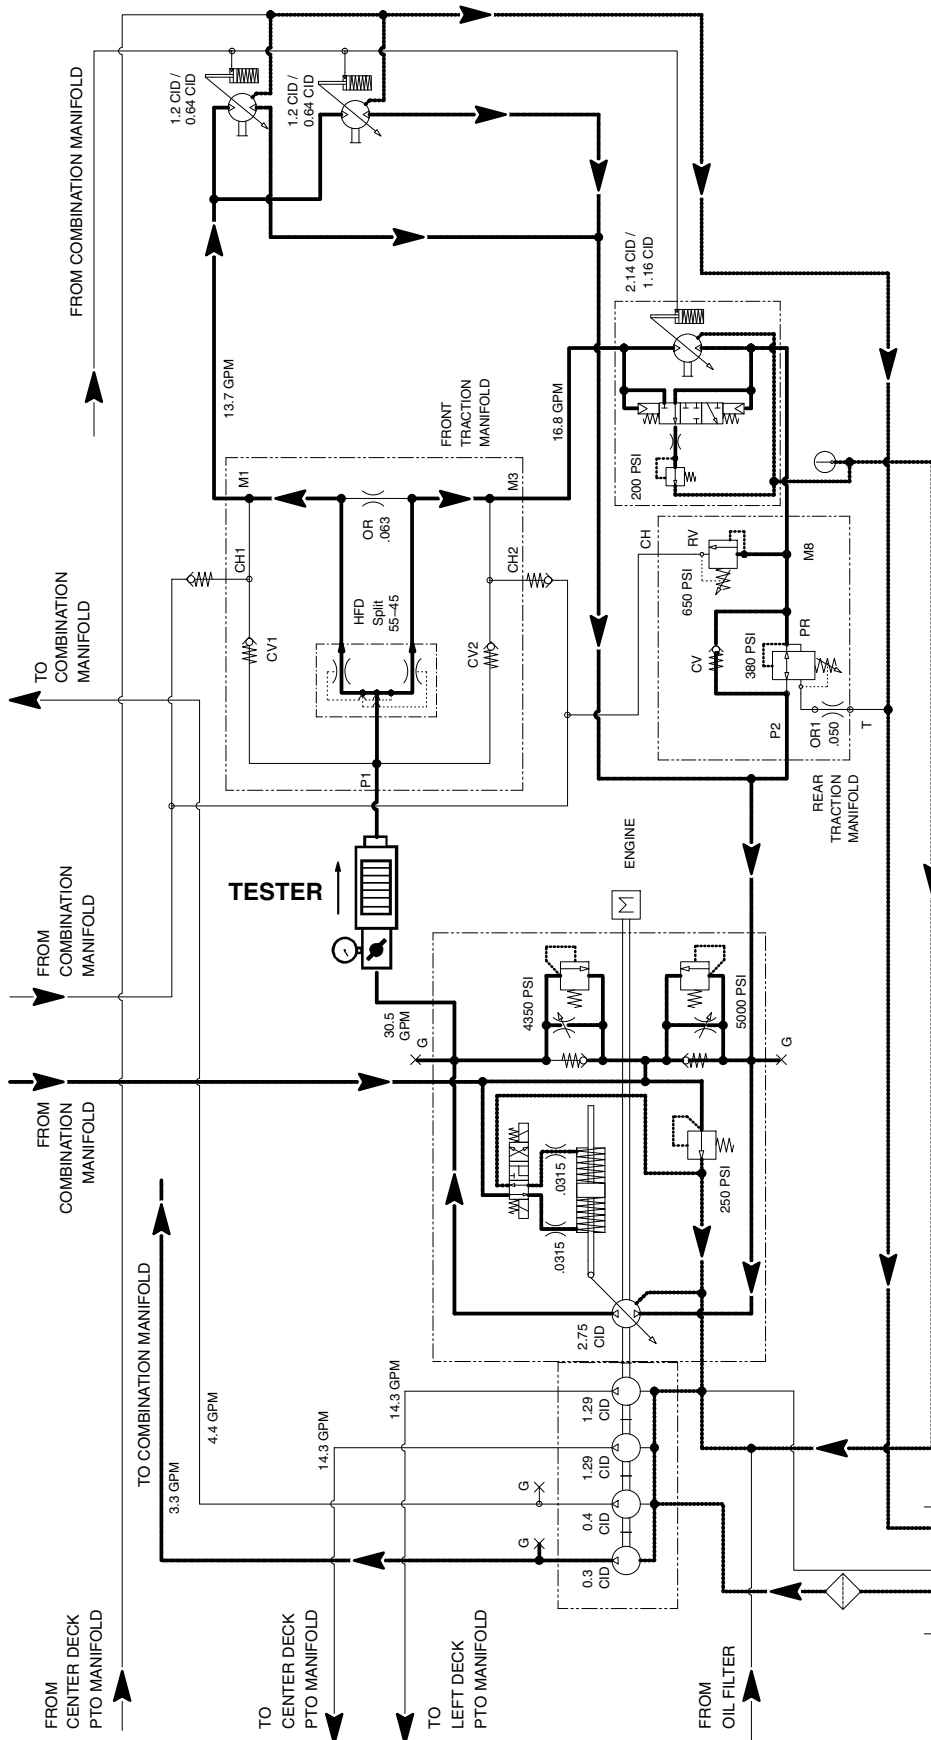 FROM COMBINATION MANIFOLD
1.2 CID /
0.64 CID
1.2 CID /
0.64 CID
2.14 CID /
1.16 CID
13.7 GPM
FRONT
TRACTION
MANIFOLD
16.8 GPM
200 PSI
M1
OR
.063
M3
CH1
CH2
CH
RV
650 PSI
M8
HFD
Split
55-45
CV1
CV2
CV
380 PSI
PR
P2
OR1
.050
T
P1
REAR
TRACTION
MANIFOLD
TO
COMBINATION
MANIFOLD
FROM
COMBINATION
MANIFOLD
TESTER
ENGINE
M
30.5
GPM
G
4350 PSI
5000 PSI
G
FROM
COMBINATION
MANIFOLD
.0315
.0315
250 PSI
2.75
CID
TO COMBINATION MANIFOLD
3.3 GPM
4.4 GPM
14.3 GPM
14.3 GPM
G
G
1.29
CID
1.29
CID
0.4
CID
0.3
CID
FROM
CENTER DECK
PTO MANIFOLD
TO
CENTER DECK
PTO MANIFOLD
TO
LEFT DECK
PTO MANIFOLD
FROM
OIL FILTER